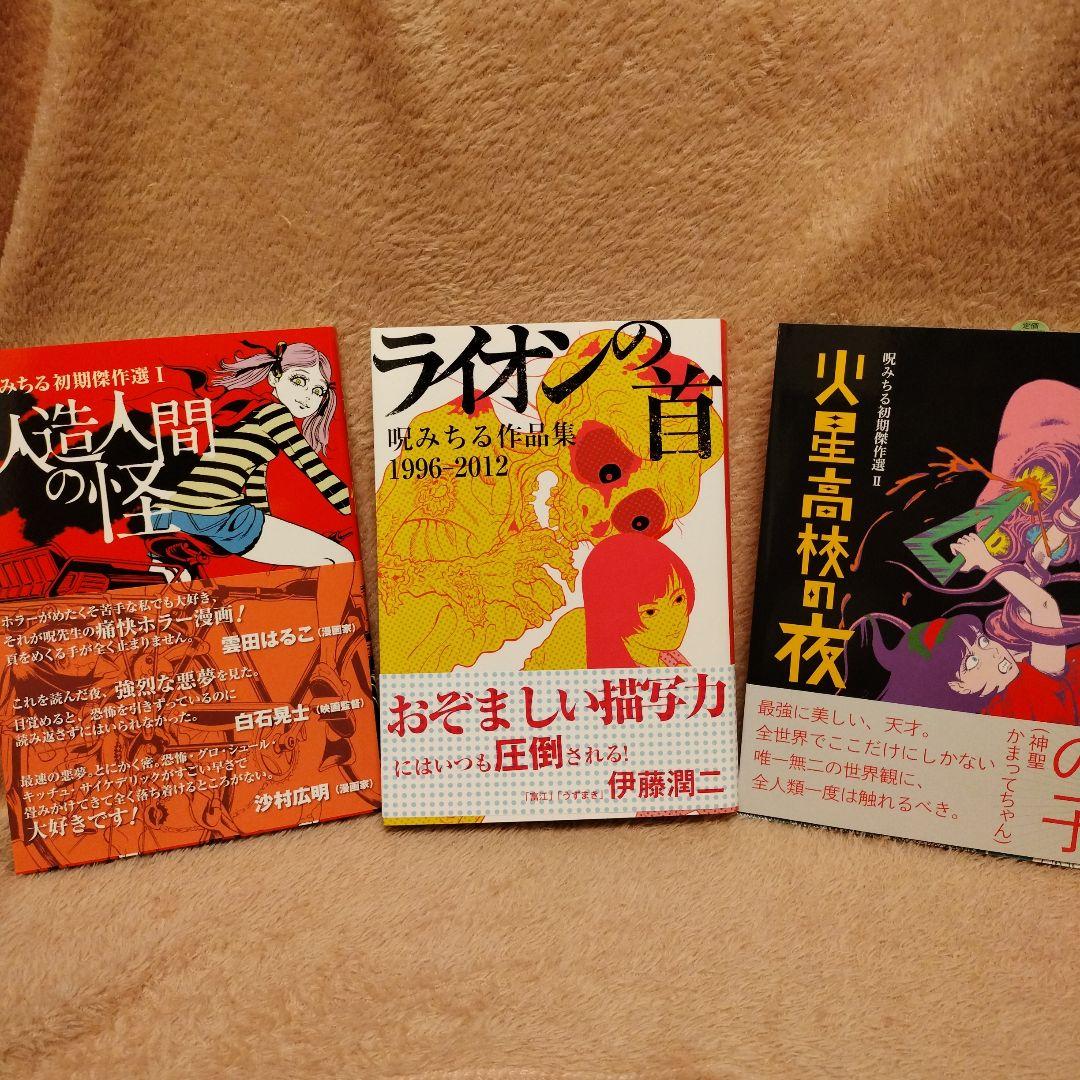 みちる初期傑作選 I
人造人間
の怪
ホラーがめたくそ苦手な私でも大好き、
それが呪先生の痛快ホラー漫画!
頁をめくる手が全く止まりません。
雲田はるこ(漫画家)
これを読んだ夜、強烈な悪夢を見た。
目覚めると、恐怖を引きずっているのに
読み返さずにはいられなかった。
白石晃士(映画監督)
最速の悪夢。とにかく密。恐怖・グロ・シュール・
キッチュ・サイケデリックがすごい早さで
畳みかけてきて全く落ち着けるところがない。
大好きです!
沙村広明(漫画家)
ライオンの
首
呪みちる作品集
1996–2012
おぞましい描写力
にはいつも圧倒される!
「富江」「うずまき」伊藤潤二
定価
呪みちる初期傑作選 II
火星高校の夜
最強に美しい、天才。
全世界でここだけにしかない
唯一無二の世界観に、
全人類一度は触れるべき。
の子
(神聖
かまってちゃん)